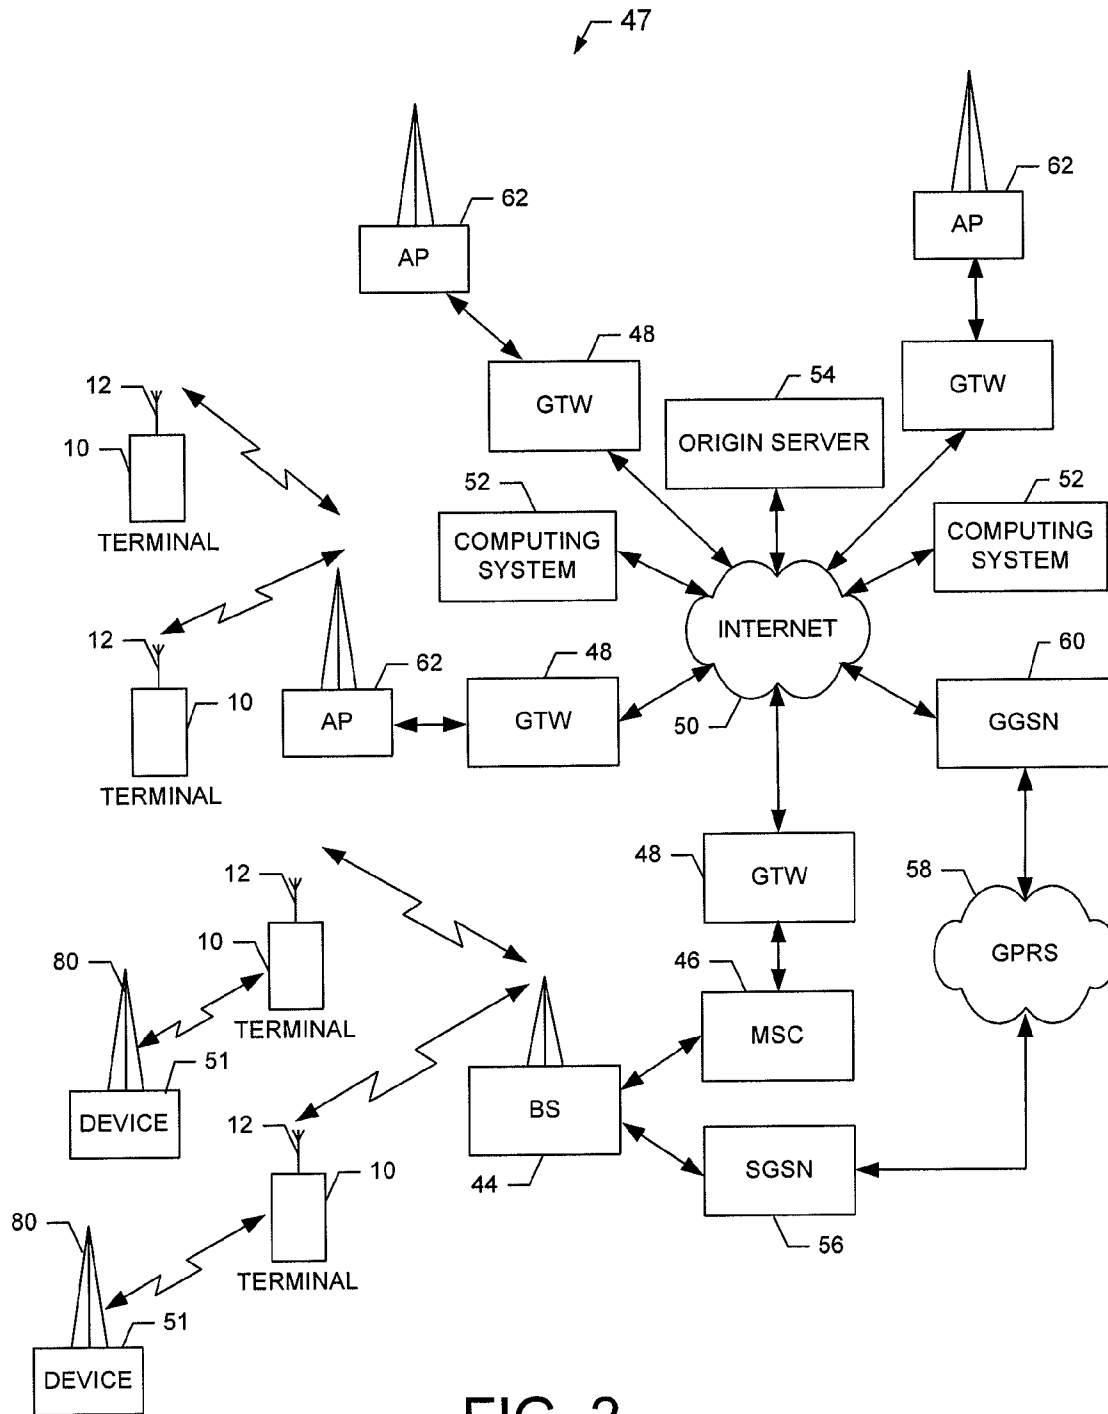 47
62
AP
62
AP
48
GTW
54
ORIGIN SERVER
GTW
12
10
TERMINAL
52
COMPUTING
SYSTEM
52
COMPUTING
SYSTEM
INTERNET
50
12
10
TERMINAL
62
AP
48
GTW
60
GGSN
48
GTW
58
GPRS
12
10
TERMINAL
80
51
DEVICE
46
MSC
BS
44
SGSN
56
12
10
TERMINAL
80
51
DEVICE
FIG. 2